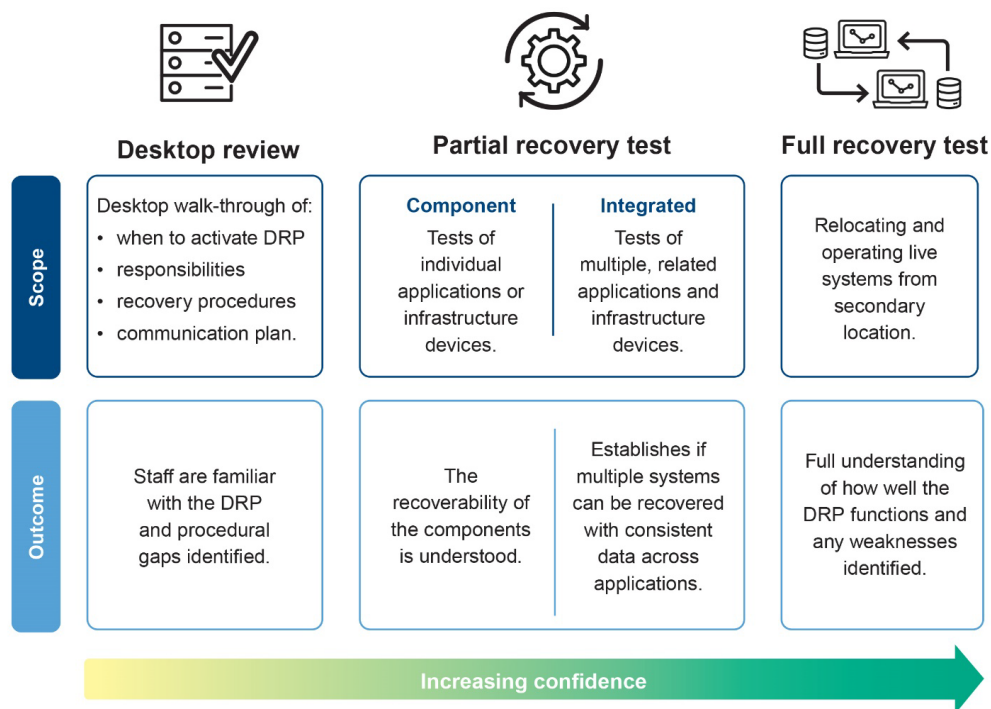 Desktop review
Partial recovery test
Full recovery test
Scope
Desktop walk-through of:
• when to activate DRP
• responsibilities
• recovery procedures
• communication plan.
Component
Tests of
individual
applications or
infrastructure
devices.
Integrated
Tests of
multiple, related
applications and
infrastructure
devices.
Relocating and
operating live
systems from
secondary
location.
Outcome
Staff are familiar
with the DRP
and procedural
gaps identified.
The
recoverability of
the components
is understood.
Establishes if
multiple systems
can be recovered
with consistent
data across
applications.
Full understanding
of how well the
DRP functions and
any weaknesses
identified.
Increasing confidence